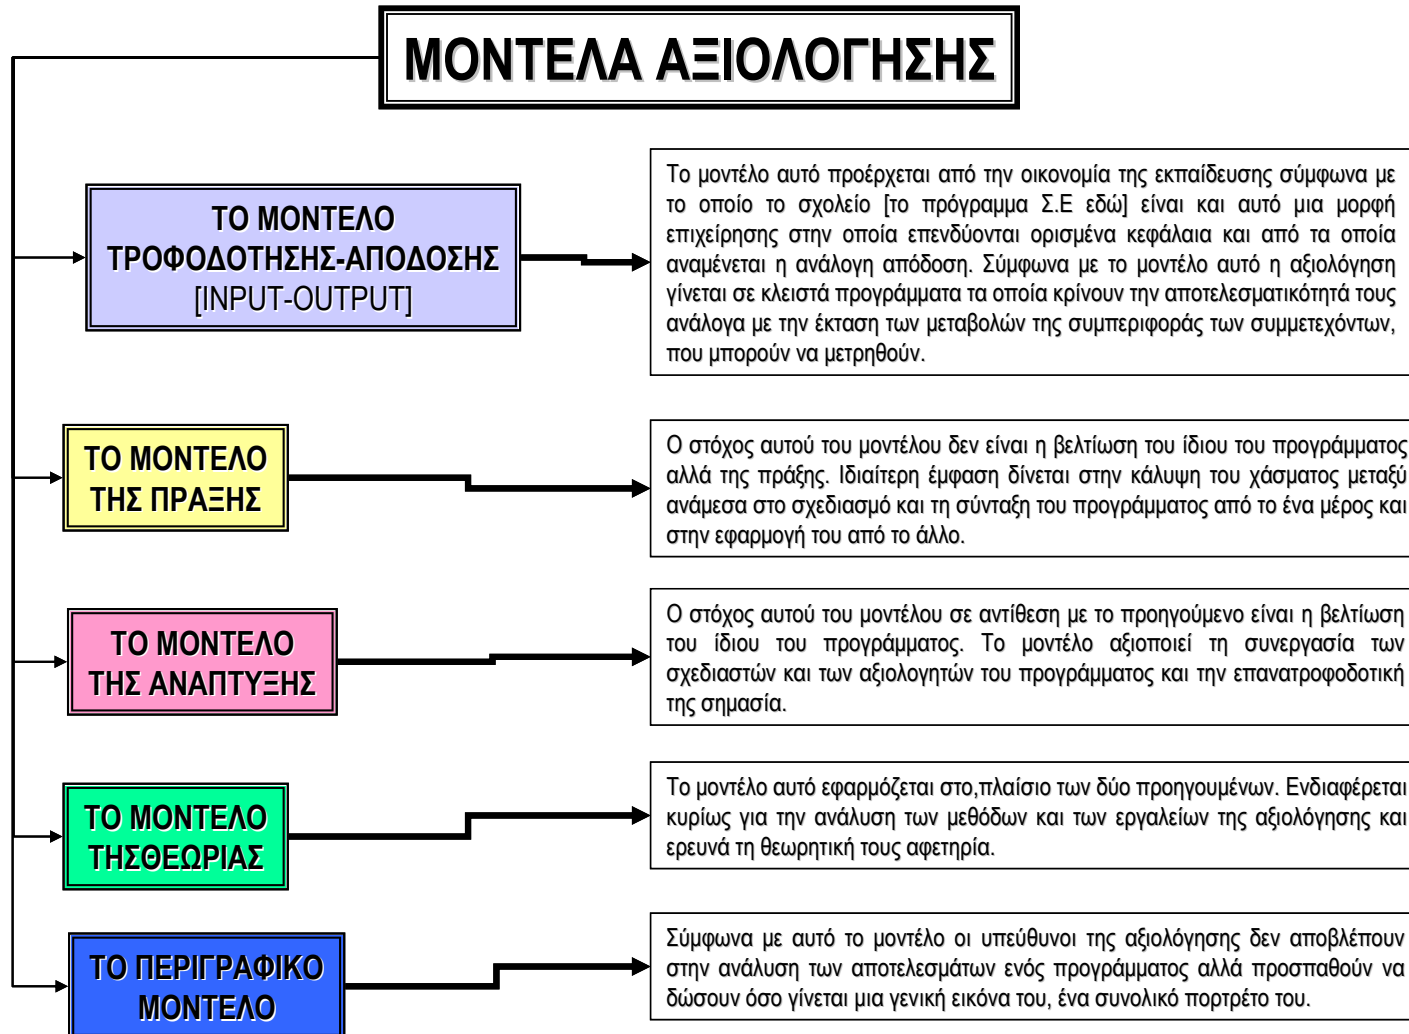 ΜΟΝΤΕΛΑ ΑΞΙΟΛΟΓΗΣΗΣ
ΤΟ ΜΟΝΤΕΛΟ
ΤΡΟΦΟΔΟΤΗΣΗΣ-ΑΠΟΔΟΣΗΣ
[INPUT-OUTPUT]
Το μοντέλο αυτό προέρχεται από την οικονομία της εκπαίδευσης σύμφωνα με
το οποίο το σχολείο [το πρόγραμμα Σ.Ε εδώ] είναι και αυτό μια μορφή
επιχείρησης στην οποία επενδύονται ορισμένα κεφάλαια και από τα οποία
αναμένεται η ανάλογη απόδοση. Σύμφωνα με το μοντέλο αυτό η αξιολόγηση
γίνεται σε κλειστά προγράμματα τα οποία κρίνουν την αποτελεσματικότητά τους
ανάλογα με την έκταση των μεταβολών της συμπεριφοράς των συμμετεχόντων,
που μπορούν να μετρηθούν.
ΤΟ ΜΟΝΤΕΛΟ
ΤΗΣ ΠΡΑΞΗΣ
Ο στόχος αυτού του μοντέλου δεν είναι η βελτίωση του ίδιου του προγράμματος
αλλά της πράξης. Ιδιαίτερη έμφαση δίνεται στην κάλυψη του χάσματος μεταξύ
ανάμεσα στο σχεδιασμό και τη σύνταξη του προγράμματος από το ένα μέρος και
στην εφαρμογή του από το άλλο.
ΤΟ ΜΟΝΤΕΛΟ
ΤΗΣ ΑΝΑΠΤΥΞΗΣ
Ο στόχος αυτού του μοντέλου σε αντίθεση με το προηγούμενο είναι η βελτίωση
του ίδιου του προγράμματος. Το μοντέλο αξιοποιεί τη συνεργασία των
σχεδιαστών και των αξιολογητών του προγράμματος και την επανατροφοδοτική
της σημασία.
ΤΟ ΜΟΝΤΕΛΟ
ΤΗΣΘΕΩΡΙΑΣ
Το μοντέλο αυτό εφαρμόζεται στο,πλαίσιο των δύο προηγουμένων. Ενδιαφέρεται
κυρίως για την ανάλυση των μεθόδων και των εργαλείων της αξιολόγησης και
ερευνά τη θεωρητική τους αφετηρία.
ΤΟ ΠΕΡΙΓΡΑΦΙΚΟ
ΜΟΝΤΕΛΟ
Σύμφωνα με αυτό το μοντέλο οι υπεύθυνοι της αξιολόγησης δεν αποβλέπουν
στην ανάλυση των αποτελεσμάτων ενός προγράμματος αλλά προσπαθούν να
δώσουν όσο γίνεται μια γενική εικόνα του, ένα συνολικό πορτρέτο του.